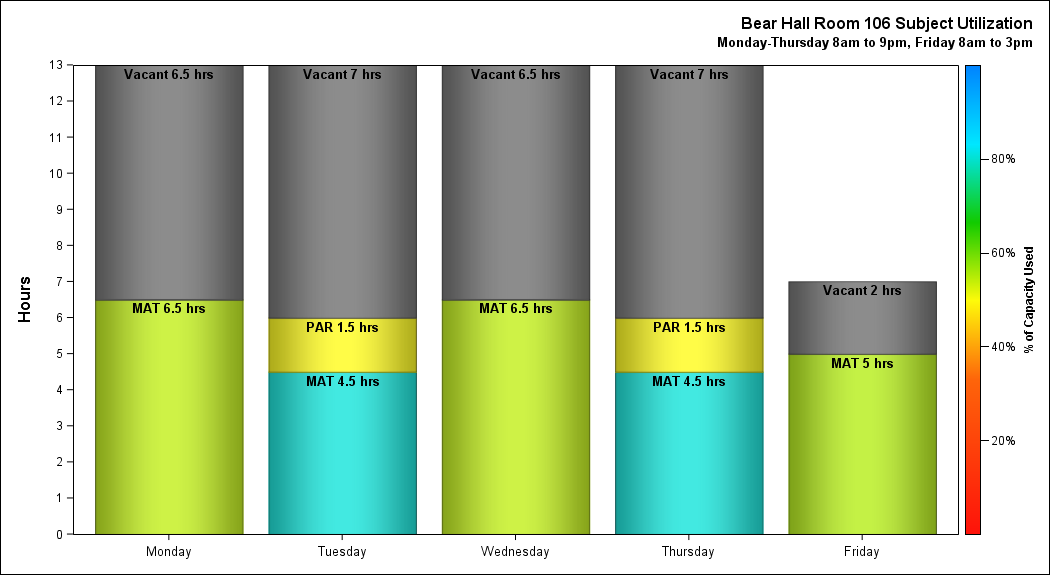 Bear Hall Room 106 Subject Utilization
Monday-Thursday 8am to 9pm, Friday 8am to 3pm
13
12
11
10
9
8
7
6
5
4
3
2
1
0
Hours
Vacant 6.5 hrs
MAT 6.5 hrs
Vacant 7 hrs
PAR 1.5 hrs
MAT 4.5 hrs
Vacant 6.5 hrs
MAT 6.5 hrs
Vacant 7 hrs
PAR 1.5 hrs
MAT 4.5 hrs
Vacant 2 hrs
MAT 5 hrs
Monday
Tuesday
Wednesday
Thursday
Friday
80%
60%
40%
20%
% of Capacity Used